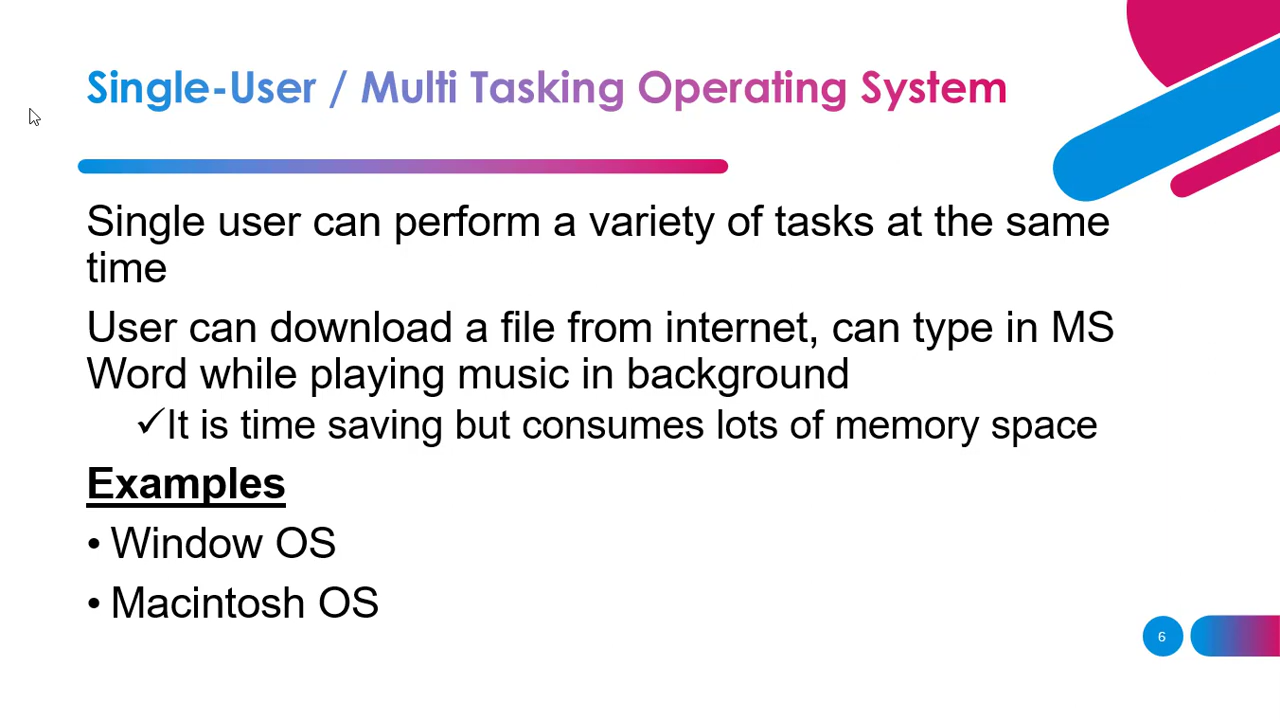 Single-User / Multi Tasking Operating System
Single user can perform a variety of tasks at the same
time
User can download a file from internet, can type in MS
Word while playing music in background
✓It is time saving but consumes lots of memory space
Examples
• Window OS
• Macintosh OS
6